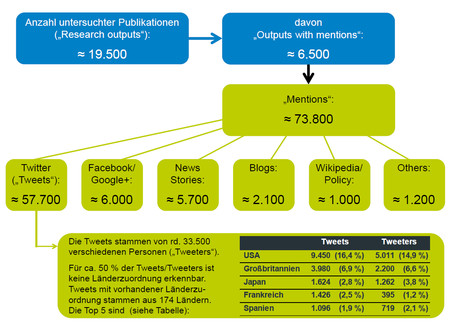 Anzahl untersuchter Publikationen
(„Research outputs“):
≈ 19.500
davon
„Outputs with mentions“:
≈ 6.500
„Mentions“:
≈ 73.800
Twitter
(„Tweets“):
≈ 57.700
Facebook/
Google+:
≈ 6.000
News
Stories:
≈ 5.700
Blogs:
≈ 2.100
Wikipedia/
Policy:
≈ 1.000
Others:
≈ 1.200
Die Tweets stammen von rd. 33.500
verschiedenen Personen („Tweeters“).
Für ca. 50 % der Tweets/Tweeters ist
keine Länderzuordnung erkennbar.
Tweets mit vorhandener Länderzu-
ordnung stammen aus 174 Ländern.
Die Top 5 sind (siehe Tabelle):
Tweets Tweeters
USA 9.450 (16,4 %) 5.011 (14,9 %)
Großbritannien 3.980 (6,9 %) 2.200 (6,6 %)
Japan 1.624 (2,8 %) 1.262 (3,8 %)
Frankreich 1.426 (2,5 %) 395 (1,2 %)
Spanien 1.096 (1,9 %) 719 (2,1 %)